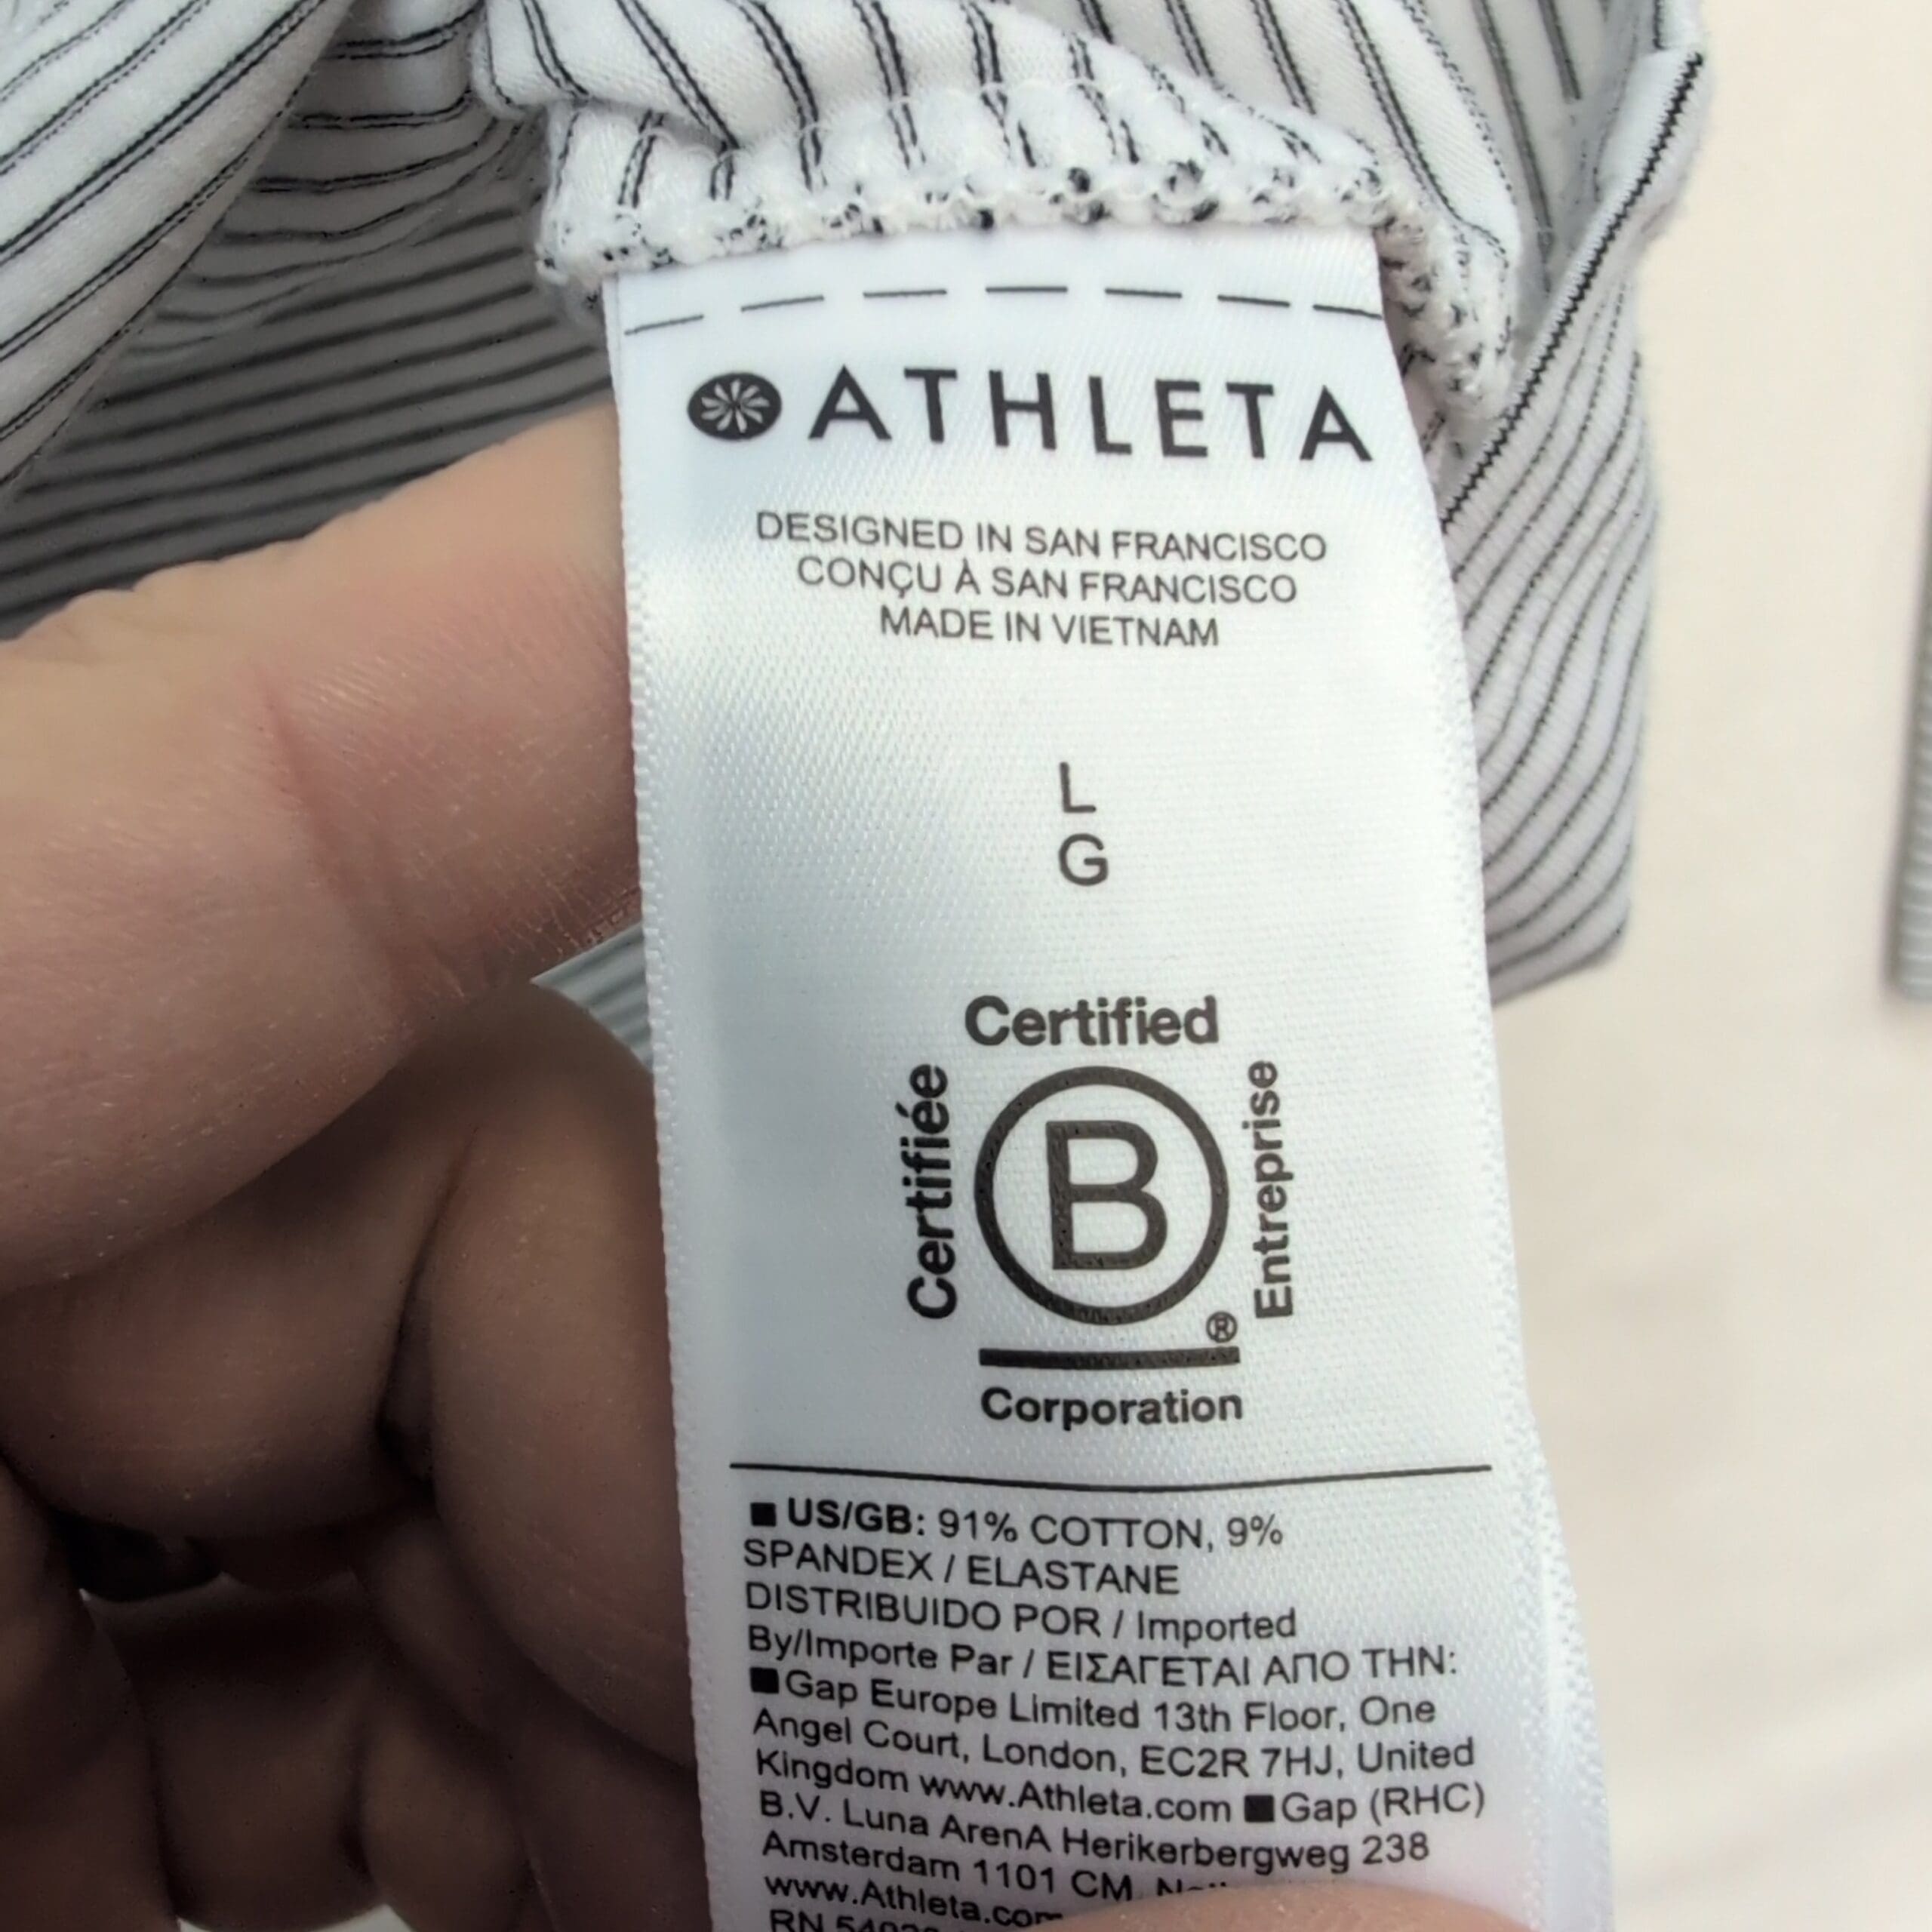 ATHLETA
DESIGNED IN SAN FRANCISCO
CONÇU À SAN FRANCISCO
MADE IN VIETNAM
L
G
Certified
Certifiée
B
Entreprise
®
Corporation
■ US/GB: 91% COTTON, 9%
SPANDEX / ELASTANE
DISTRIBUIDO POR / Imported
By/Importe Par / ΕΙΣΑΓΕΤΑΙ ΑΠΟ ΤΗΝ:
■Gap Europe Limited 13th Floor, One
Angel Court, London, EC2R 7HJ, United
Kingdom www.Athleta.com ■Gap (RHC)
B.V. Luna ArenA Herikerbergweg 238
Amsterdam 1101 CM,
www.Athleta.com
RN